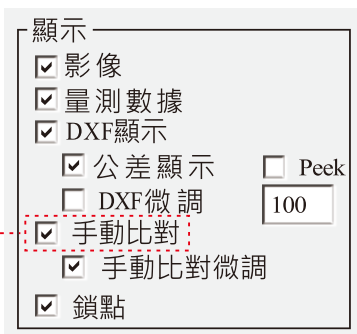 顯示
影像
量測數據
DXF顯示
公差顯示 Peek
DXF微調 100
手動比對
手動比對微調
鎖點